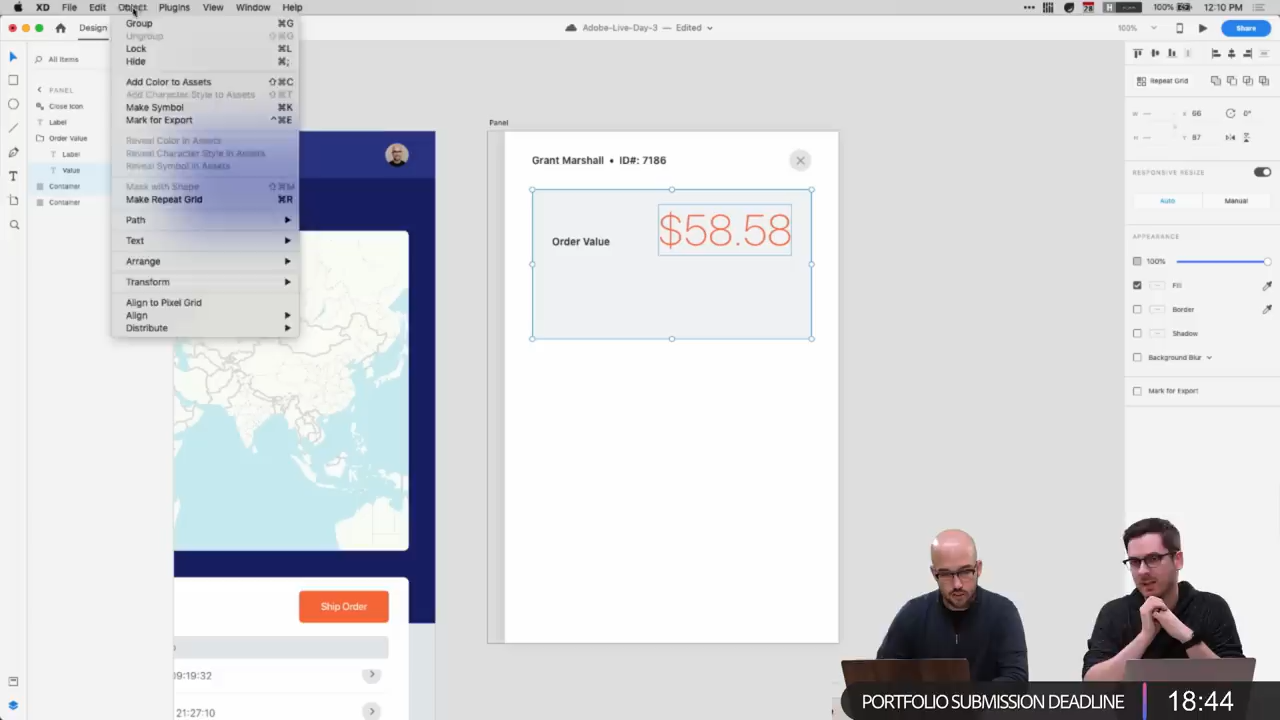 XD File Edit Object Plugins View Window Help
100% 12:10 PM
Design
Adobe-Live-Day-3 — Edited
100%
Share
All Items
PANEL
Close Icon
Label
Order Value
Label
Value
Container
Container
Group ⌘G
Ungroup ⇧⌘G
Lock ⌘L
Hide ⌘;
Add Color to Assets ⇧⌘C
Add Character Style to Assets ⇧⌘T
Make Symbol ⌘K
Mark for Export ^⌘E
Reveal Color in Assets
Reveal Character Style in Assets
Reveal Symbol in Assets
Mask with Shape ⇧⌘M
Make Repeat Grid ⌘R
Path
Text
Arrange
Transform
Align to Pixel Grid
Align
Distribute
Ship Order
09:19:32
21:27:10
Panel
Grant Marshall • ID#: 7186
Order Value
$58.58
Repeat Grid
W X 66 0°
H Y 87
RESPONSIVE RESIZE
Auto Manual
APPEARANCE
100%
Fill
Border
Shadow
Background Blur
Mark for Export
PORTFOLIO SUBMISSION DEADLINE 18:44